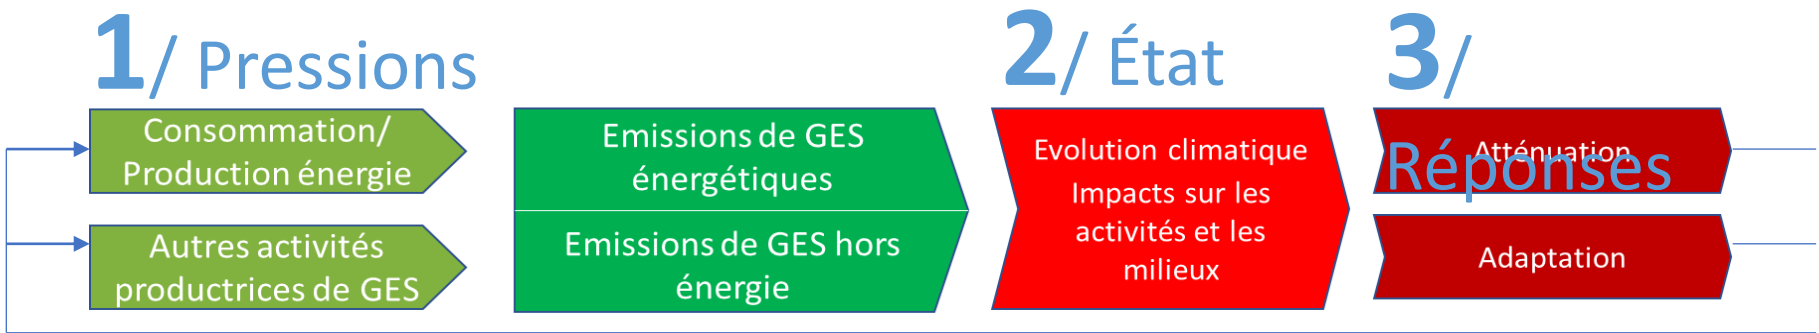 1/ Pressions
Consommation/
Production énergie
Autres activités
productrices de GES
Emissions de GES
énergétiques
Emissions de GES hors
énergie
2/ État
Evolution climatique
Impacts sur les
activités et les
milieux
3/
Réponses
Atténuation
Adaptation